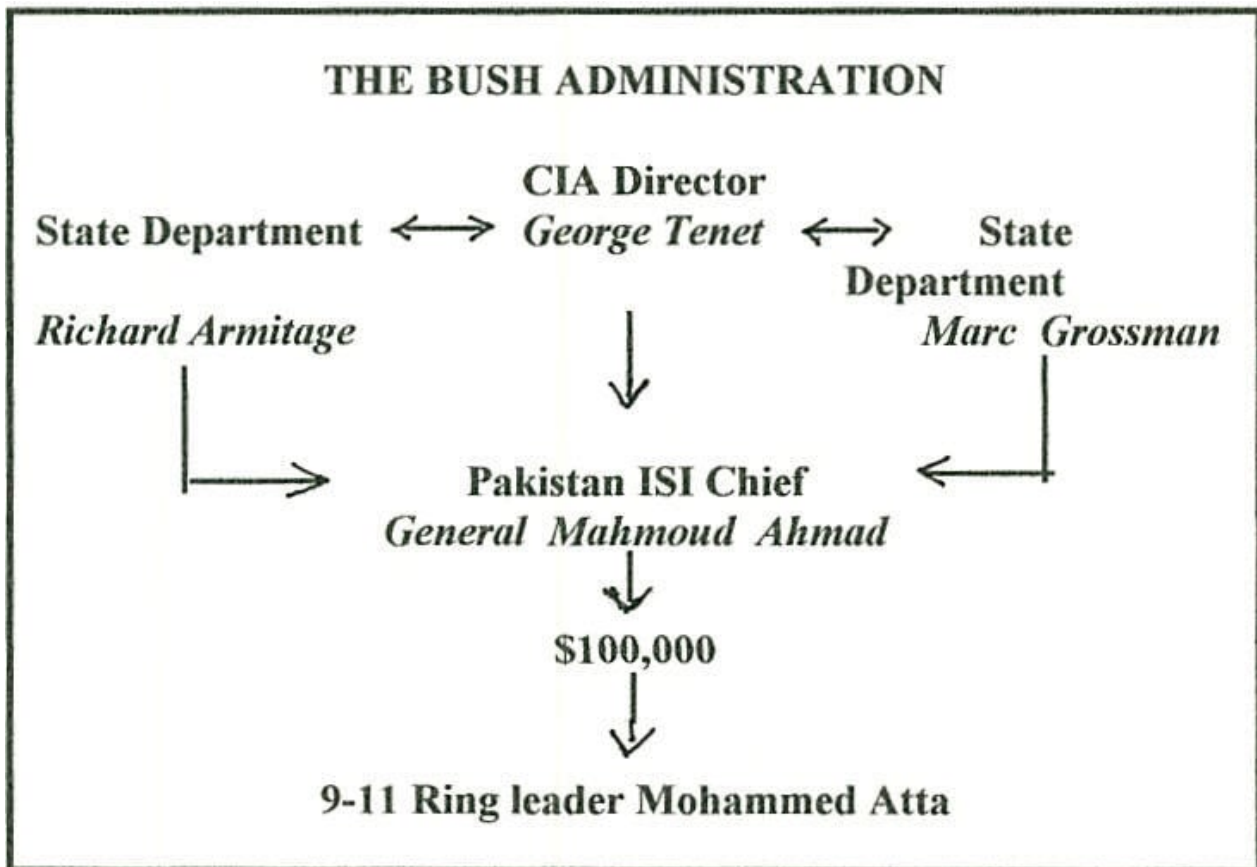 THE BUSH ADMINISTRATION
CIA Director
State Department George Tenet State
Department
Richard Armitage Marc Grossman
Pakistan ISI Chief
General Mahmoud Ahmad
$100,000
9-11 Ring leader Mohammed Atta